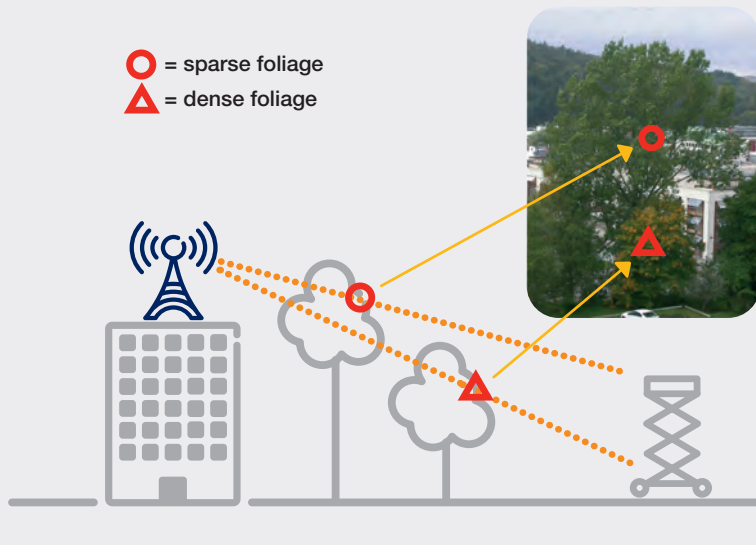 = sparse foliage
= dense foliage